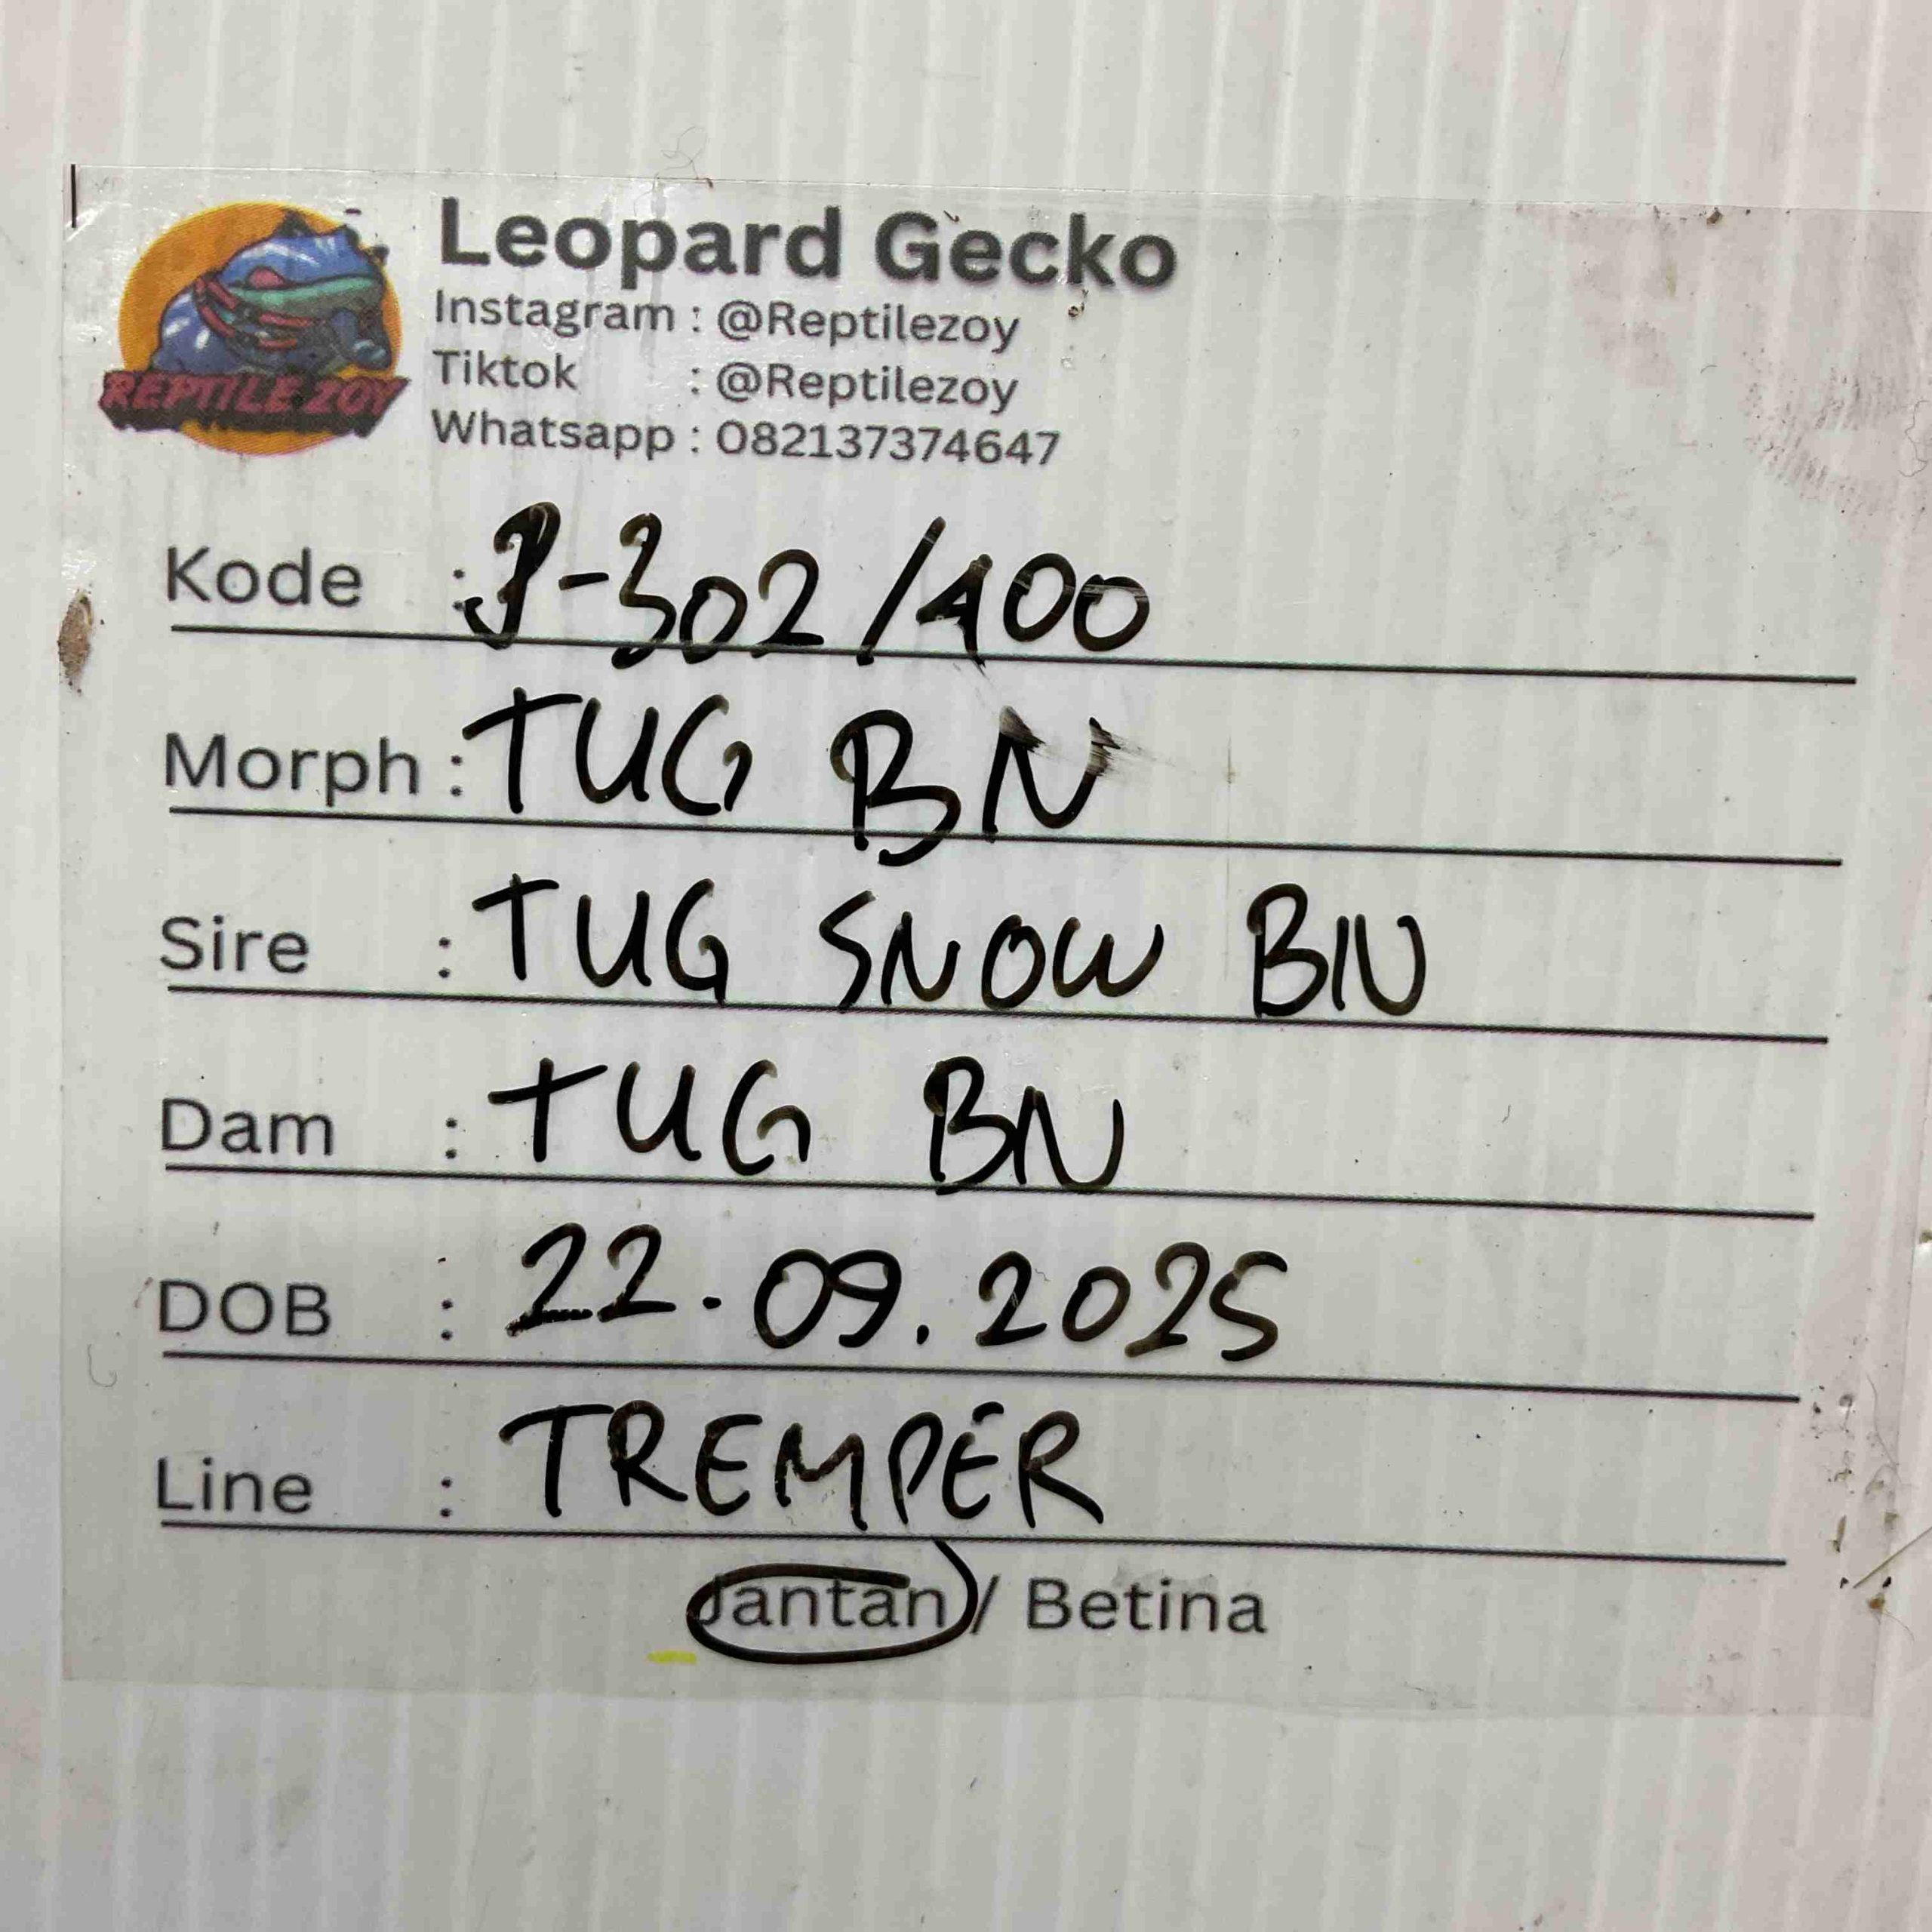 Leopard Gecko
REPTILE ZOY
Instagram : @Reptilezoy
Tiktok : @Reptilezoy
Whatsapp : 082137374647
Kode : J-302/400
Morph : TUG BN
Sire : TUG SNOW BN
Dam : TUG BN
DOB : 22.09.2025
Line : TREMPER
Jantan / Betina